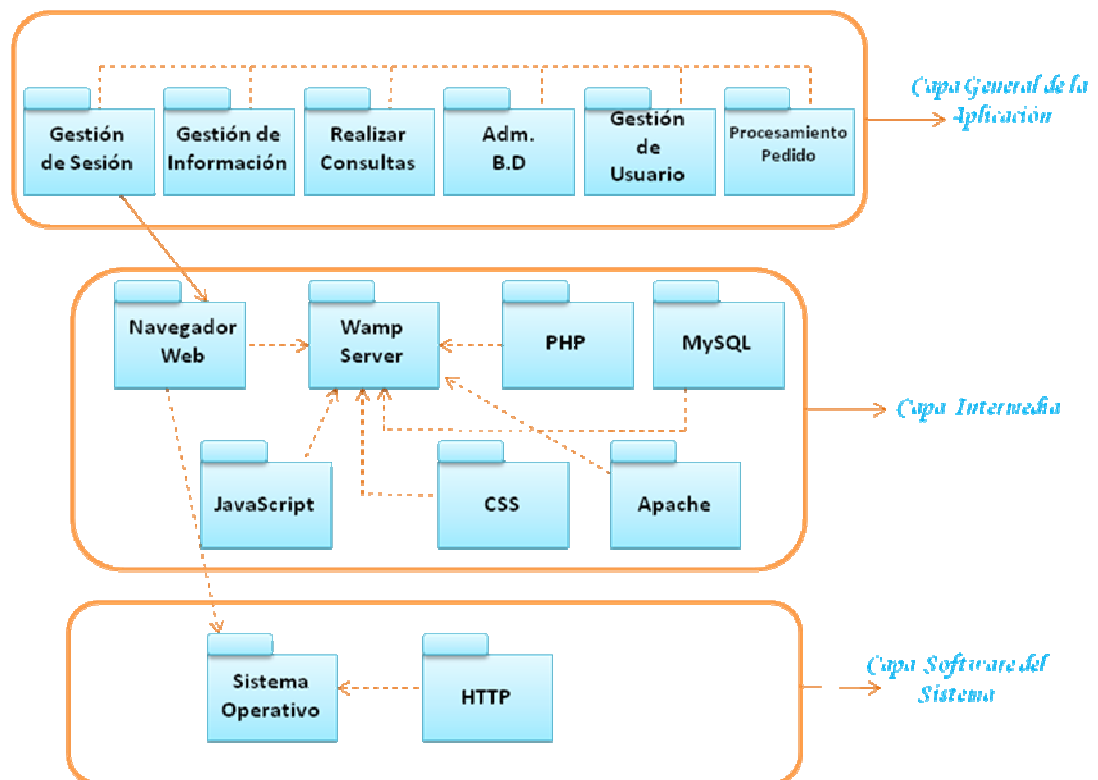 Gestión
de Sesión
Gestión de
Información
Realizar
Consultas
Adm.
B.D
Gestión
de
Usuario
Procesamiento
Pedido
Capa General de la
Aplicación
Navegador
Web
Wamp
Server
PHP
MySQL
JavaScript
CSS
Apache
Capa Intermedia
Sistema
Operativo
HTTP
Capa Software del
Sistema